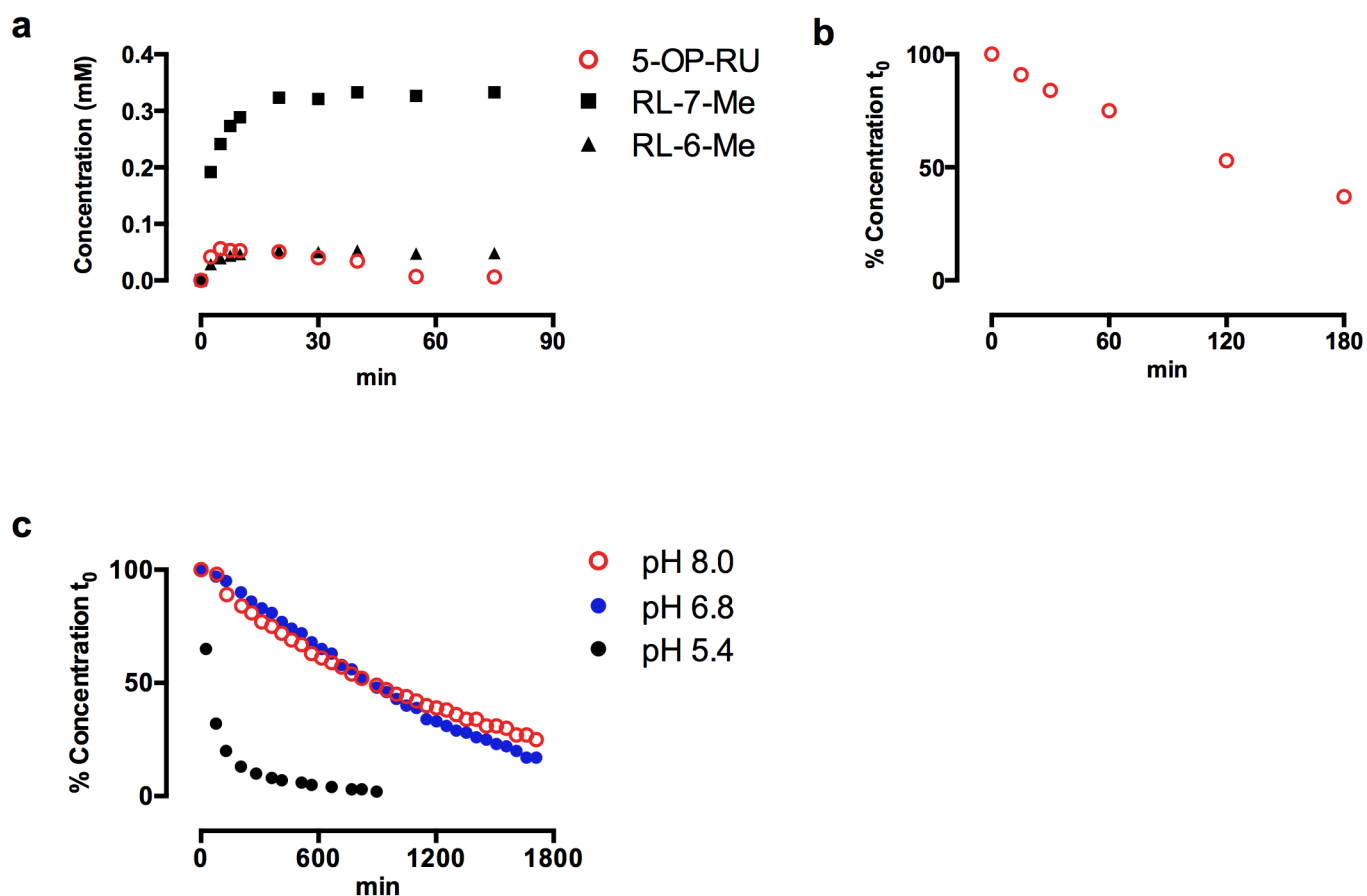 a
Concentration (mM)
0.4
0.3
0.2
0.1
0.0
0 30 60 90
min
5-OP-RU
RL-7-Me
RL-6-Me
b
% Concentration t0
100
50
0
0 60 120 180
min
c
% Concentration t0
100
50
0
0 600 1200 1800
min
pH 8.0
pH 6.8
pH 5.4